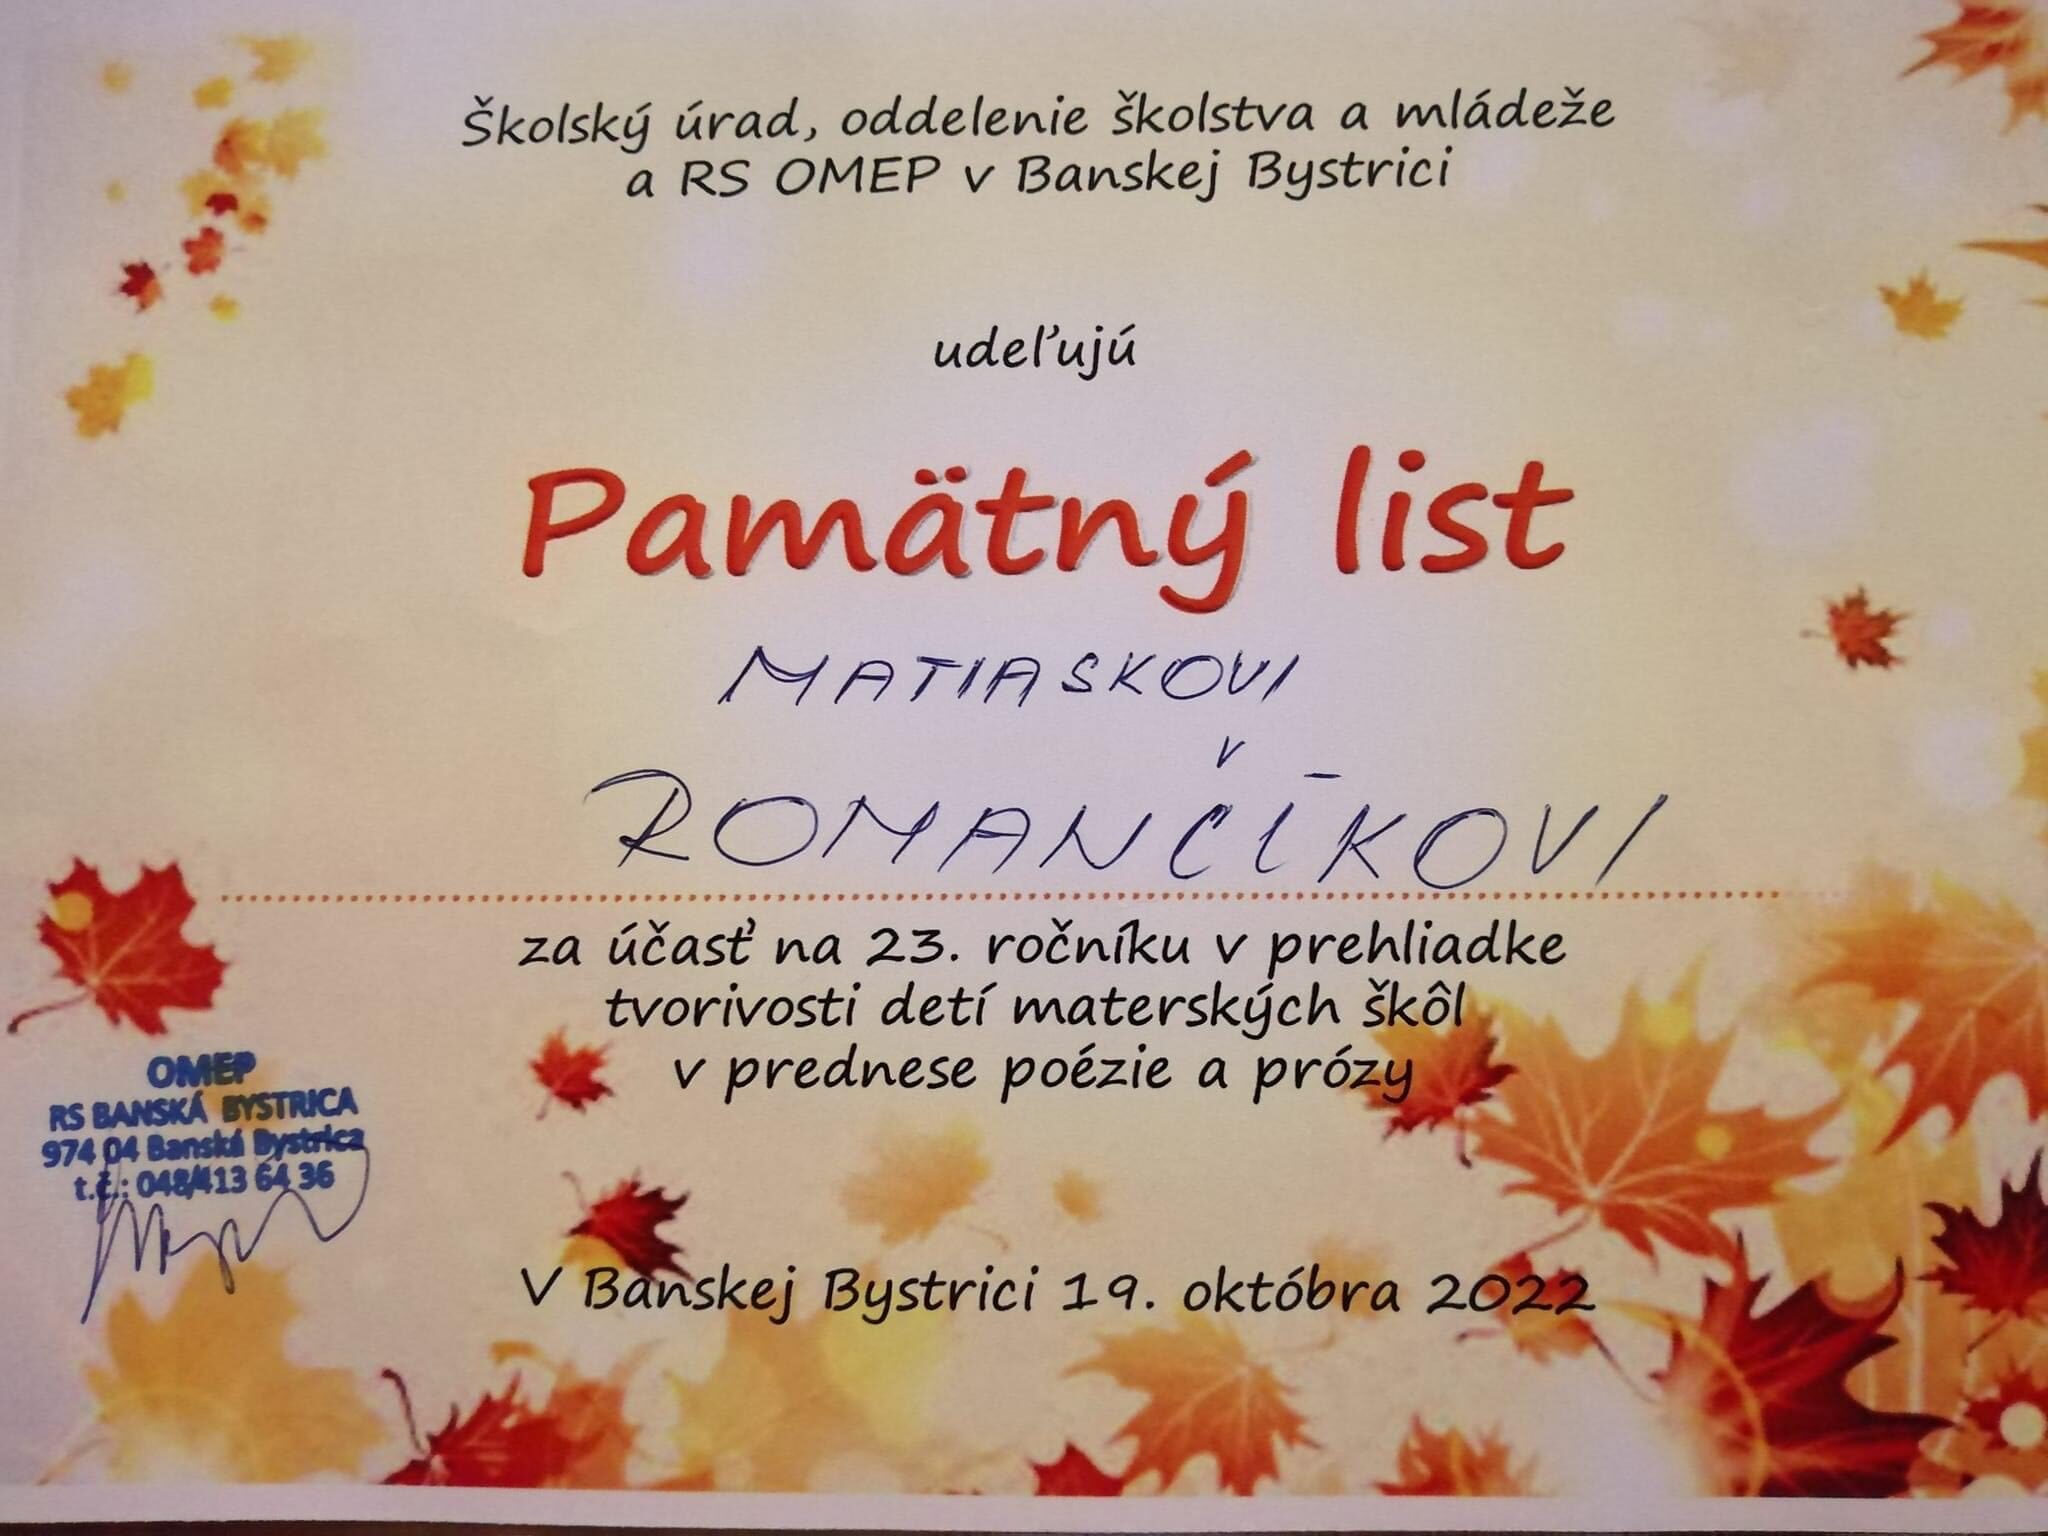 Školský úrad, oddelenie školstva a mládeže
a RS OMEP v Banskej Bystrici
udeľujú
Pamätný list
MATIASKOVI
ROMANČÍKOVI
za účasť na 23. ročníku v prehliadke
tvorivosti detí materských škôl
v prednese poézie a prózy
OMEP
RS BANSKÁ BYSTRICA
974 04 Banská Bystrica
t.č.: 048/413 64 36
V Banskej Bystrici 19. októbra 2022